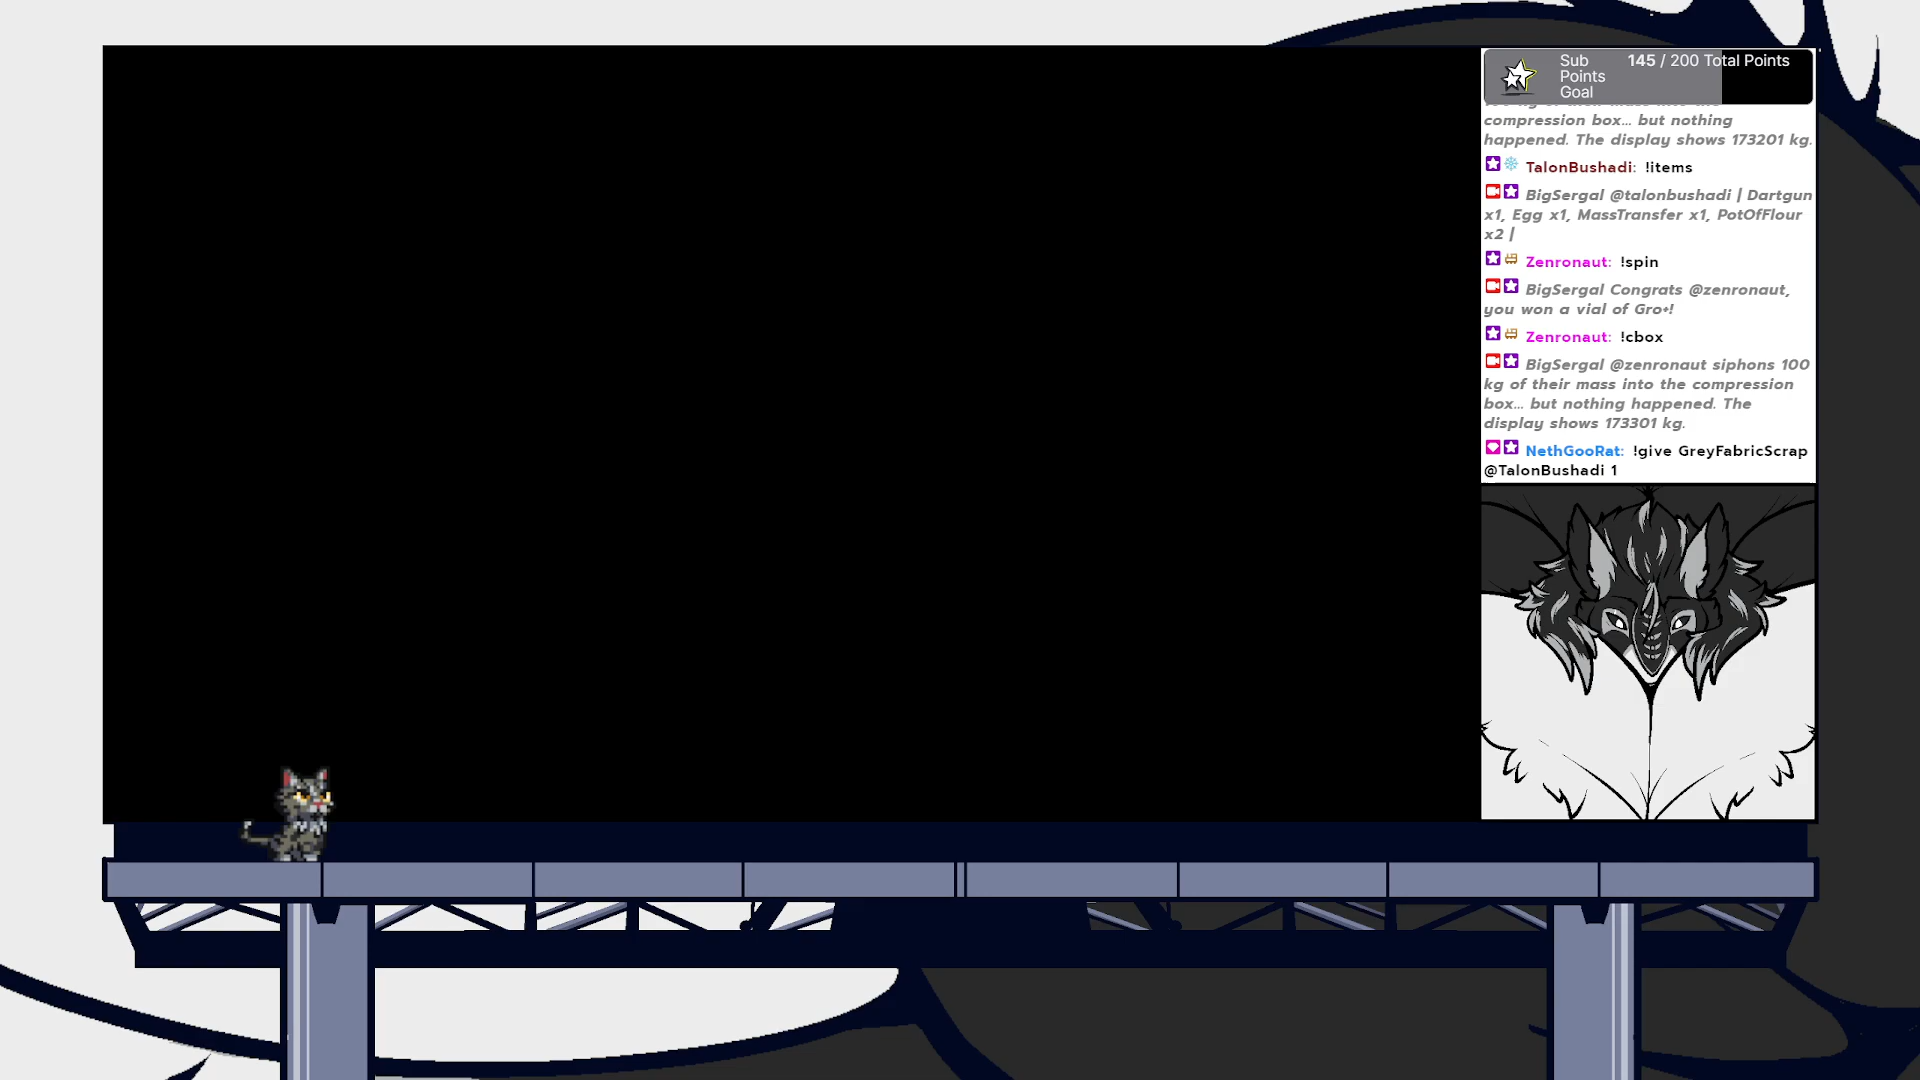 Sub Points Goal
145 / 200 Total Points
compression box... but nothing
happened. The display shows 173201 kg.
TalonBushadi: !items
BigSergal @talonbushadi | Dartgun
x1, Egg x1, MassTransfer x1, PotOfFlour
x2 |
Zenronaut: !spin
BigSergal Congrats @zenronaut,
you won a vial of Gro+!
Zenronaut: !cbox
BigSergal @zenronaut siphons 100
kg of their mass into the compression
box... but nothing happened. The
display shows 173301 kg.
NethGooRat: !give GreyFabricScrap
@TalonBushadi 1